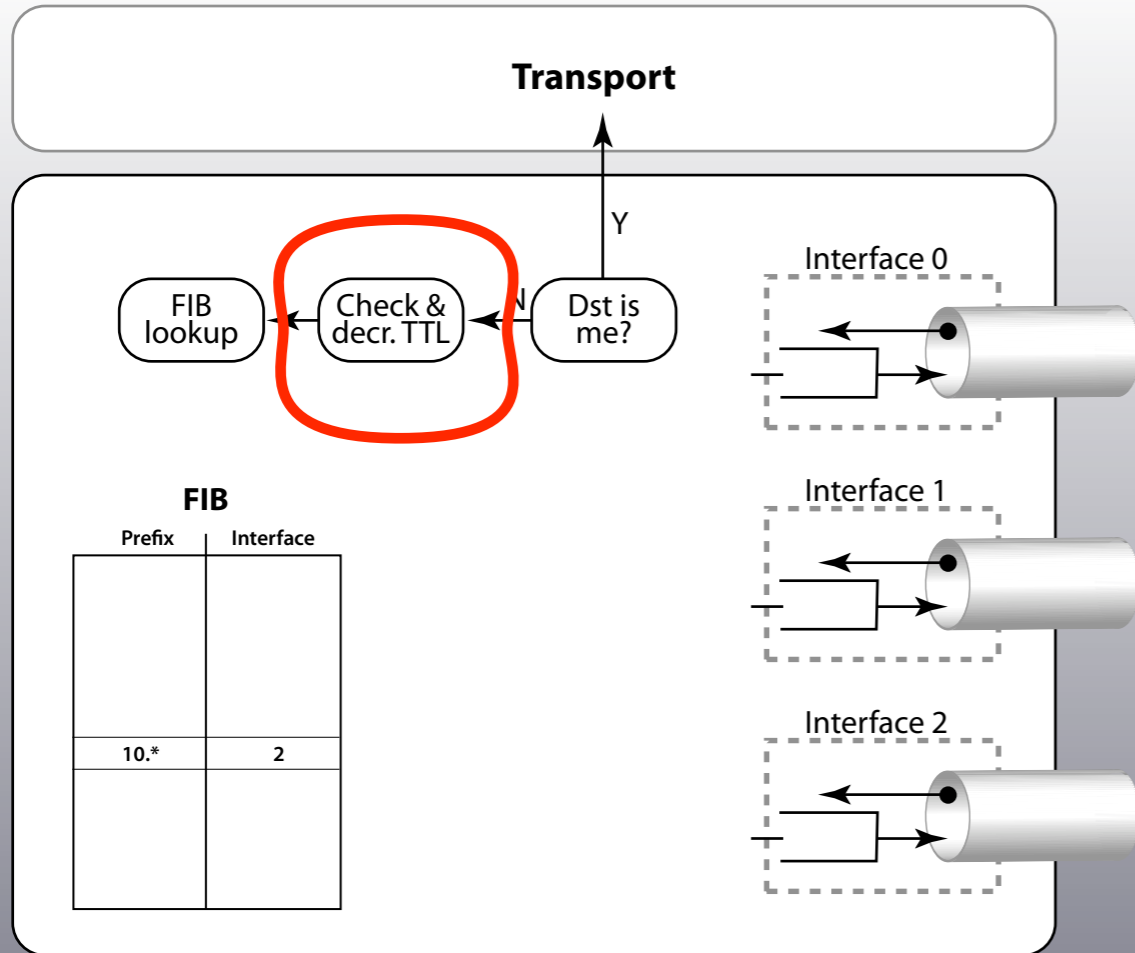 Transport
Y
Interface 0
FIB
lookup
Check &
decr. TTL
N
Dst is
me?
Interface 1
FIB
Prefix
Interface
10.*
2
Interface 2